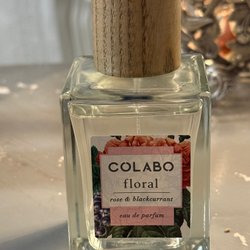 COLABO
floral
rose & blackcurrant
eau de parfum